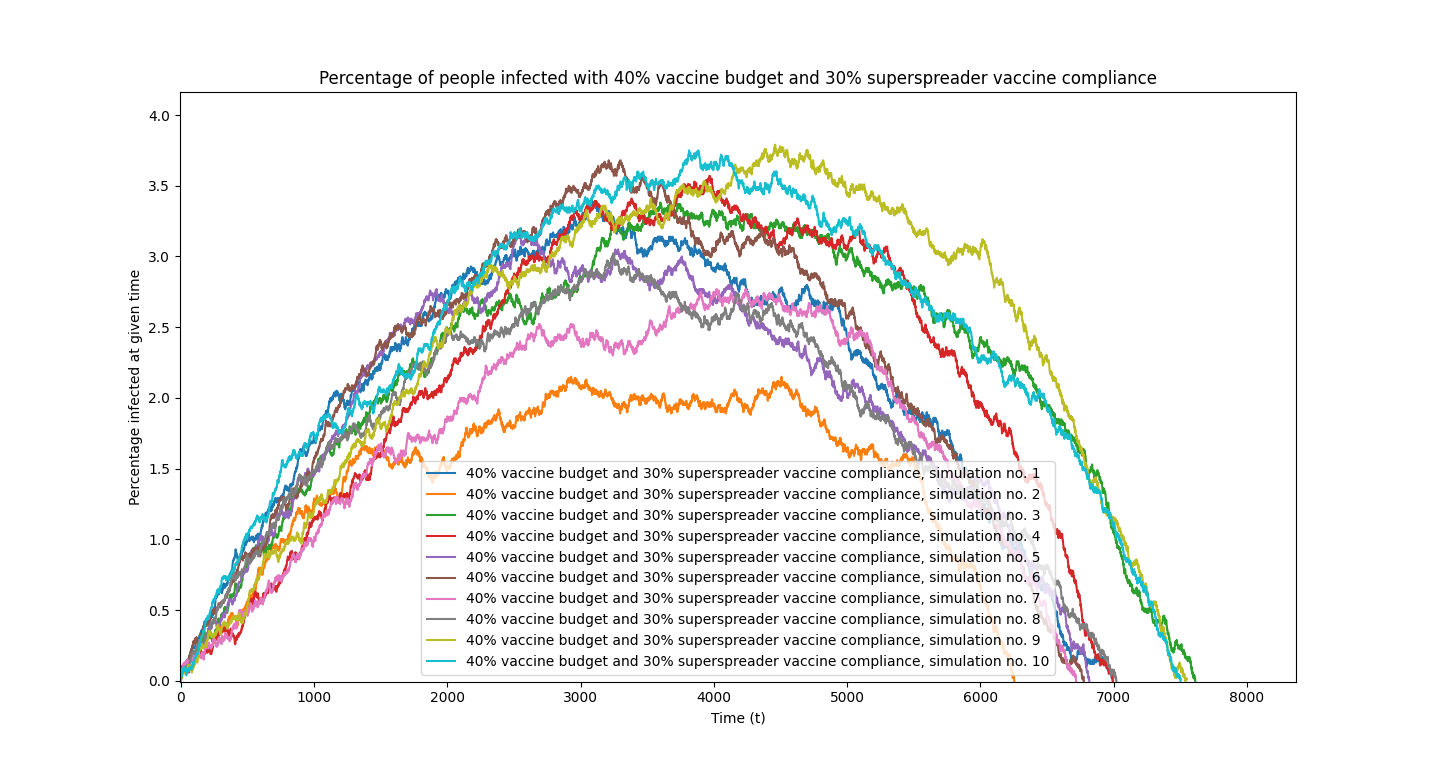 Percentage of people infected with 40% vaccine budget and 30% superspreader vaccine compliance
Percentage infected at given time
4.0
3.5
3.0
2.5
2.0
1.5
1.0
0.5
0.0
40% vaccine budget and 30% superspreader vaccine compliance, simulation no. 1
40% vaccine budget and 30% superspreader vaccine compliance, simulation no. 2
40% vaccine budget and 30% superspreader vaccine compliance, simulation no. 3
40% vaccine budget and 30% superspreader vaccine compliance, simulation no. 4
40% vaccine budget and 30% superspreader vaccine compliance, simulation no. 5
40% vaccine budget and 30% superspreader vaccine compliance, simulation no. 6
40% vaccine budget and 30% superspreader vaccine compliance, simulation no. 7
40% vaccine budget and 30% superspreader vaccine compliance, simulation no. 8
40% vaccine budget and 30% superspreader vaccine compliance, simulation no. 9
40% vaccine budget and 30% superspreader vaccine compliance, simulation no. 10
0 1000 2000 3000 4000 5000 6000 7000 8000
Time (t)